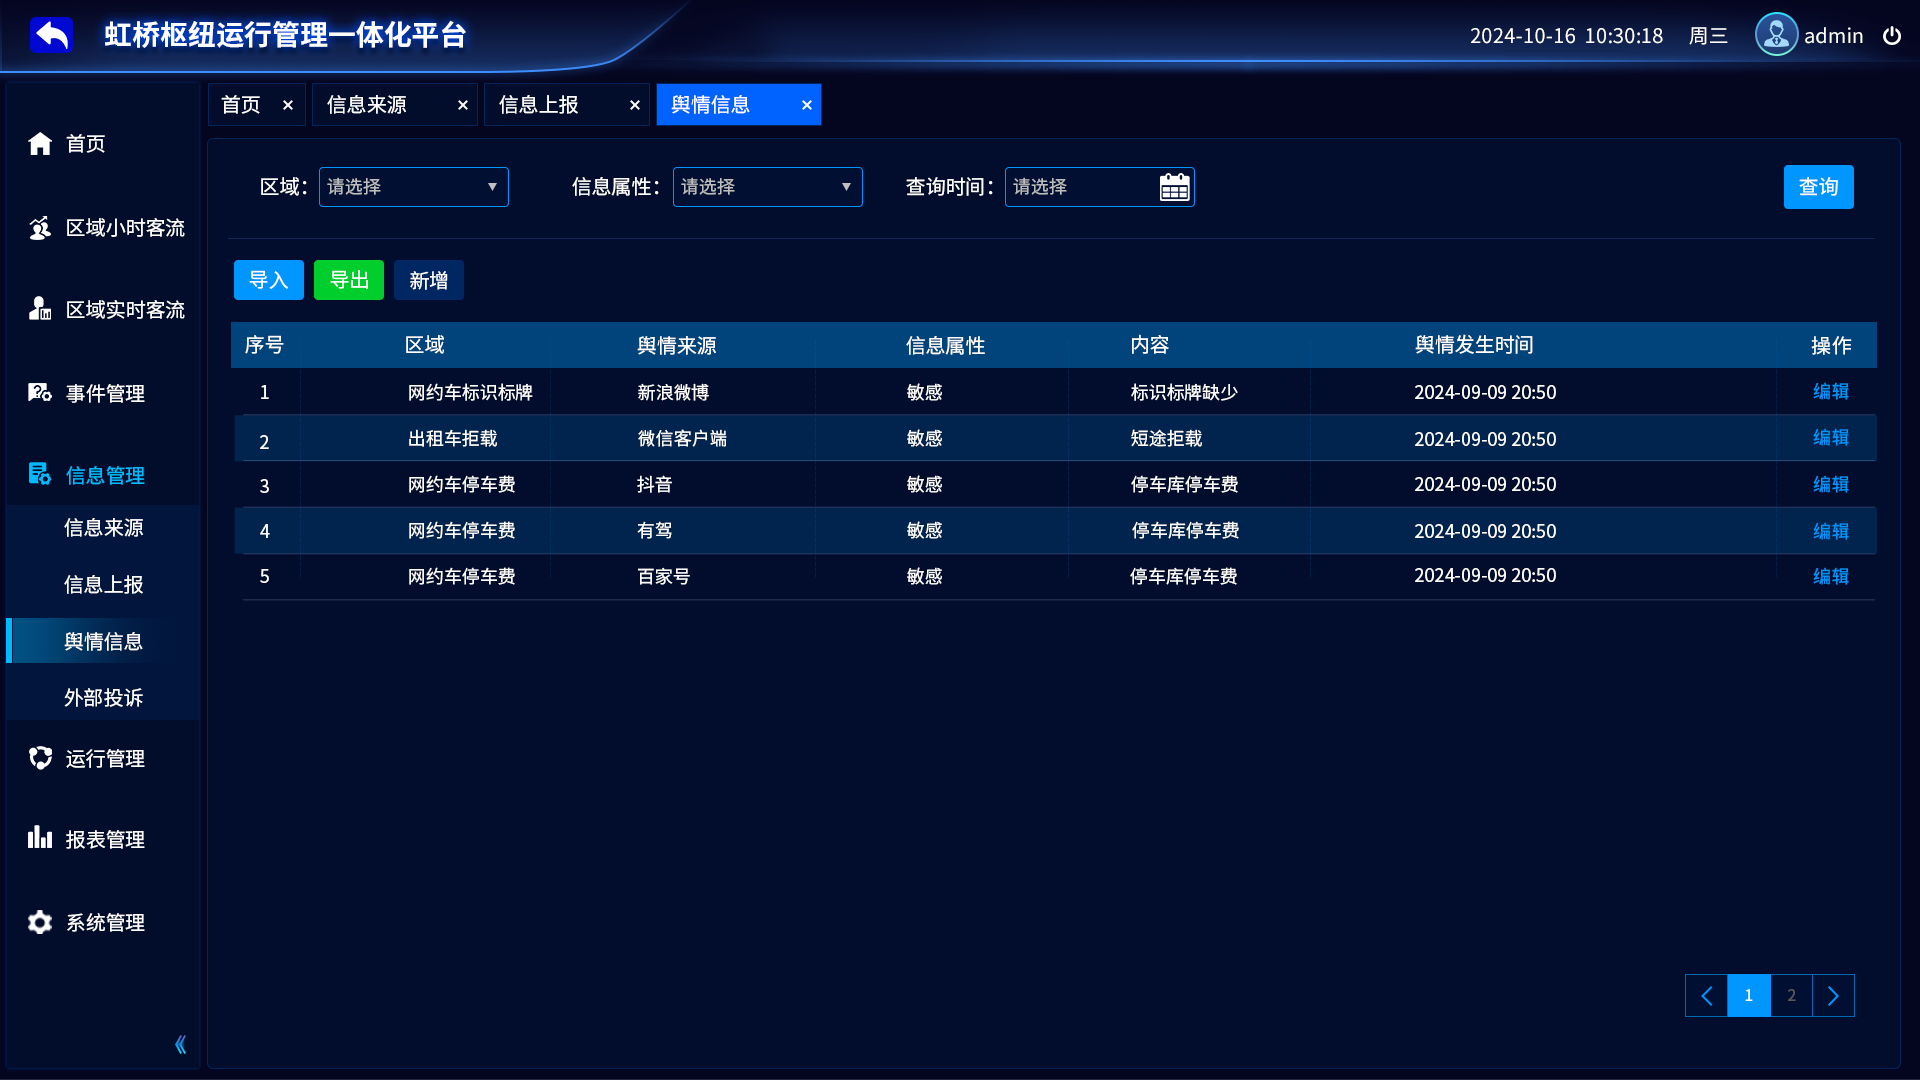 虹桥枢纽运行管理一体化平台
2024-10-16 10:30:18 周三 admin
首页 × 信息来源 × 信息上报 × 舆情信息 ×
首页
区域小时客流
区域实时客流
事件管理
信息管理
信息来源
信息上报
舆情信息
外部投诉
运行管理
报表管理
系统管理
区域： 请选择 信息属性： 请选择 查询时间： 请选择 查询
导入 导出 新增
序号 区域 舆情来源 信息属性 内容 舆情发生时间 操作
1 网约车标识标牌 新浪微博 敏感 标识标牌缺少 2024-09-09 20:50 编辑
2 出租车拒载 微信客户端 敏感 短途拒载 2024-09-09 20:50 编辑
3 网约车停车费 抖音 敏感 停车库停车费 2024-09-09 20:50 编辑
4 网约车停车费 有驾 敏感 停车库停车费 2024-09-09 20:50 编辑
5 网约车停车费 百家号 敏感 停车库停车费 2024-09-09 20:50 编辑
1 2